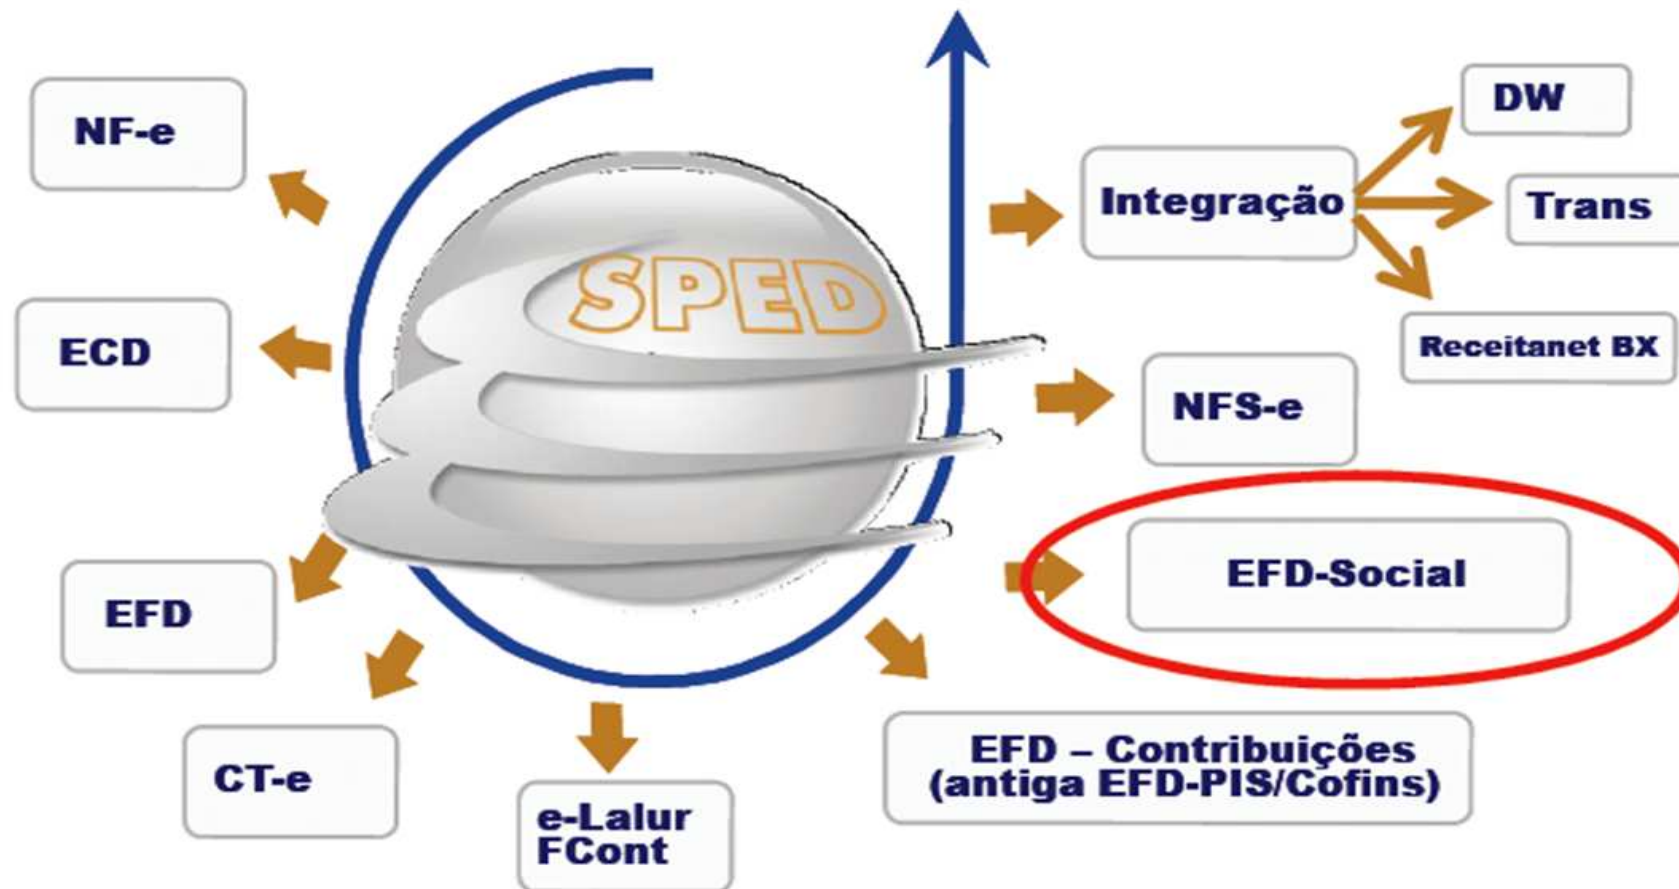 NF-e
SPED
DW
Integração
Trans
ECD
Receitanet BX
NFS-e
EFD
EFD-Social
CT-e
e-Lalur
FCont
EFD – Contribuições
(antiga EFD-PIS/Cofins)